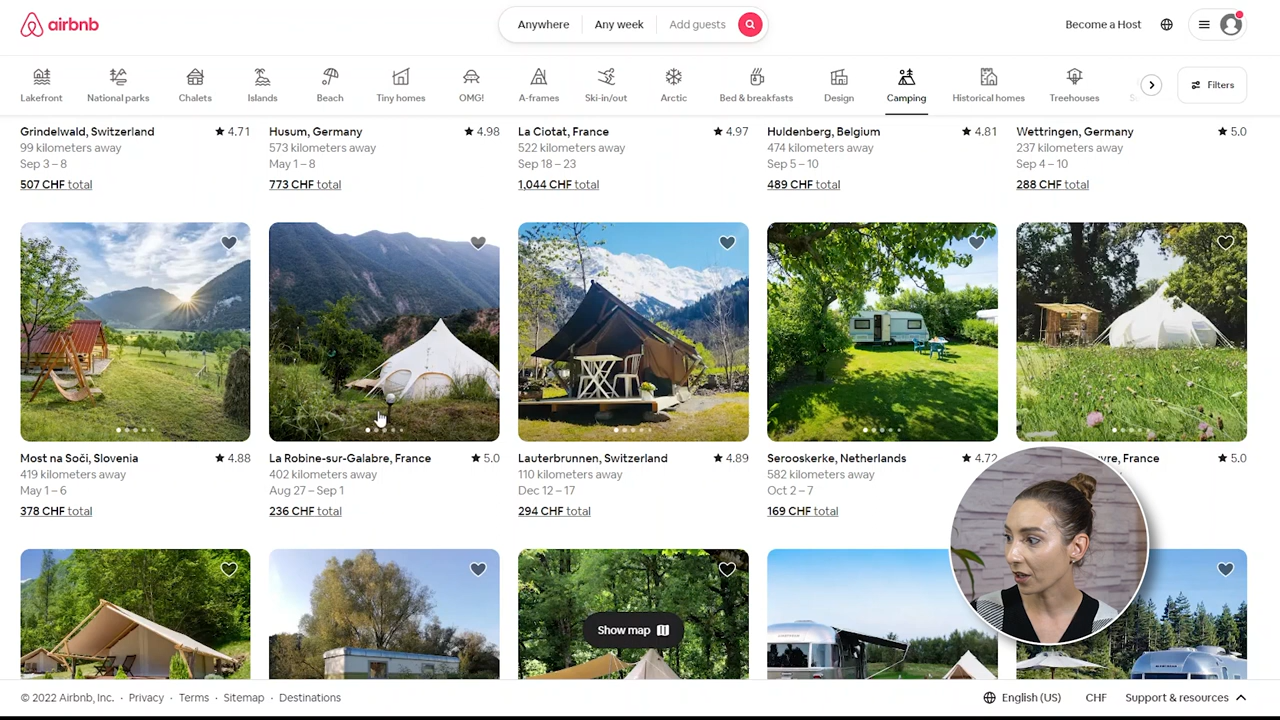 airbnb
Anywhere Any week Add guests
Become a Host
Lakefront National parks Chalets Islands Beach Tiny homes OMG! A-frames Ski-in/out Arctic Bed & breakfasts Design Camping Historical homes Treehouses Filters
Grindelwald, Switzerland 4.71 Husum, Germany 4.98 La Ciotat, France 4.97 Huldenberg, Belgium 4.81 Wettringen, Germany 5.0
99 kilometers away 573 kilometers away 522 kilometers away 474 kilometers away 237 kilometers away
Sep 3 – 8 May 1 – 8 Sep 18 – 23 Sep 5 – 10 Sep 4 – 10
507 CHF total 773 CHF total 1,044 CHF total 489 CHF total 288 CHF total
Most na Soči, Slovenia 4.88 La Robine-sur-Galabre, France 5.0 Lauterbrunnen, Switzerland 4.89 Serooskerke, Netherlands 4.72 France 5.0
419 kilometers away 402 kilometers away 110 kilometers away 582 kilometers away
May 1 – 6 Aug 27 – Sep 1 Dec 12 – 17 Oct 2 – 7
378 CHF total 236 CHF total 294 CHF total 169 CHF total
Show map
© 2022 Airbnb, Inc. · Privacy · Terms · Sitemap · Destinations English (US) CHF Support & resources